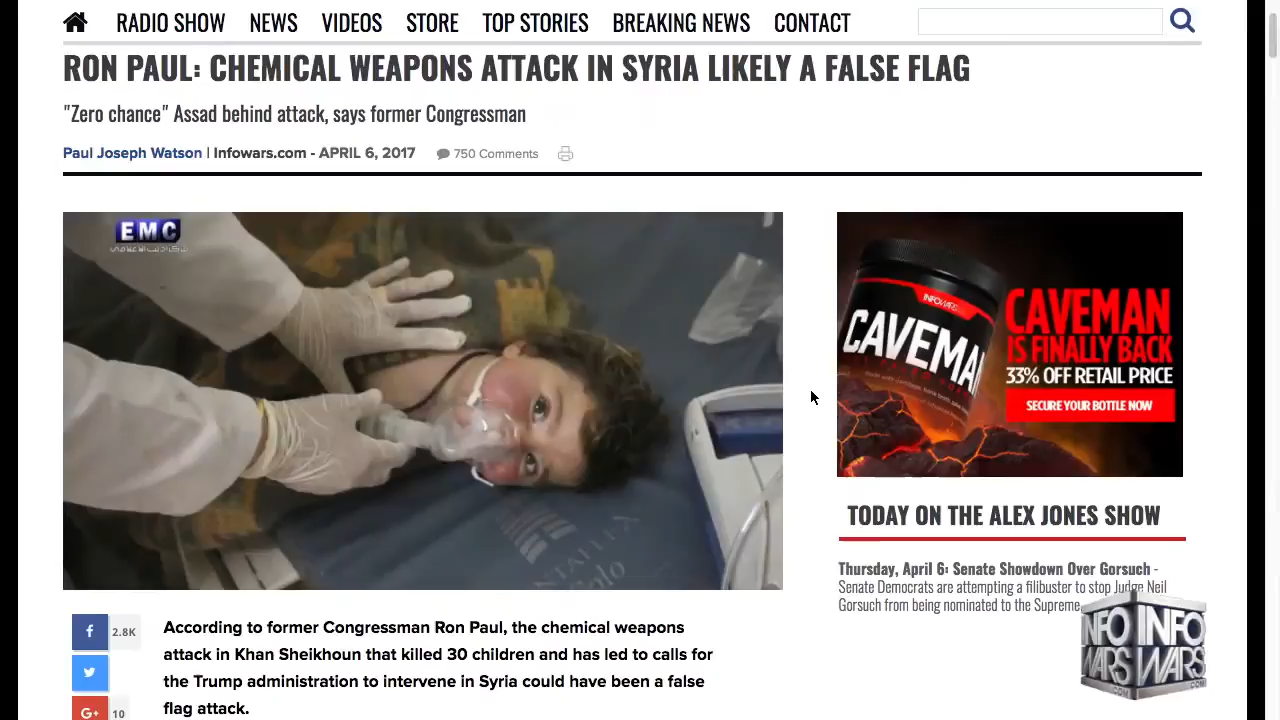 RADIO SHOW NEWS VIDEOS STORE TOP STORIES BREAKING NEWS CONTACT
RON PAUL: CHEMICAL WEAPONS ATTACK IN SYRIA LIKELY A FALSE FLAG
"Zero chance" Assad behind attack, says former Congressman
Paul Joseph Watson | Infowars.com - APRIL 6, 2017 750 Comments
EMC
INFOWARS
CAVEMAN
CAVEMAN
IS FINALLY BACK
33% OFF RETAIL PRICE
SECURE YOUR BOTTLE NOW
TODAY ON THE ALEX JONES SHOW
Thursday, April 6: Senate Showdown Over Gorsuch -
Senate Democrats are attempting a filibuster to stop Judge Neil
Gorsuch from being nominated to the Supreme
INFO INFO
WARS WARS
.COM .COM
f 2.8K
G+ 10
According to former Congressman Ron Paul, the chemical weapons
attack in Khan Sheikhoun that killed 30 children and has led to calls for
the Trump administration to intervene in Syria could have been a false
flag attack.